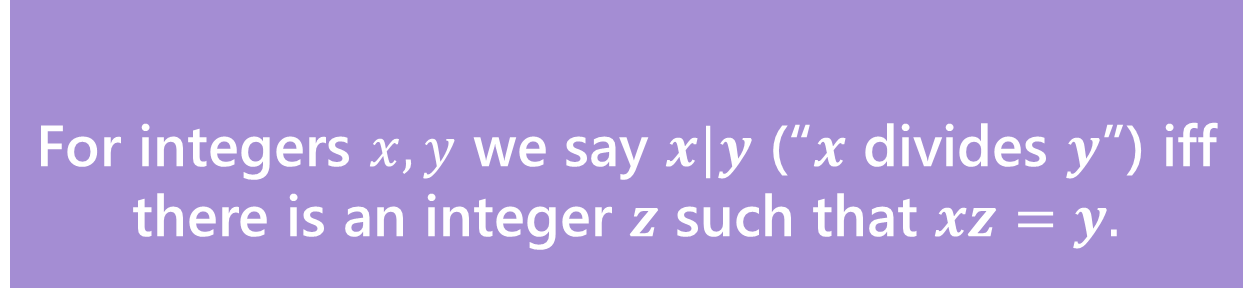 For integers x, y we say x|y (“x divides y”) iff
there is an integer z such that xz = y.